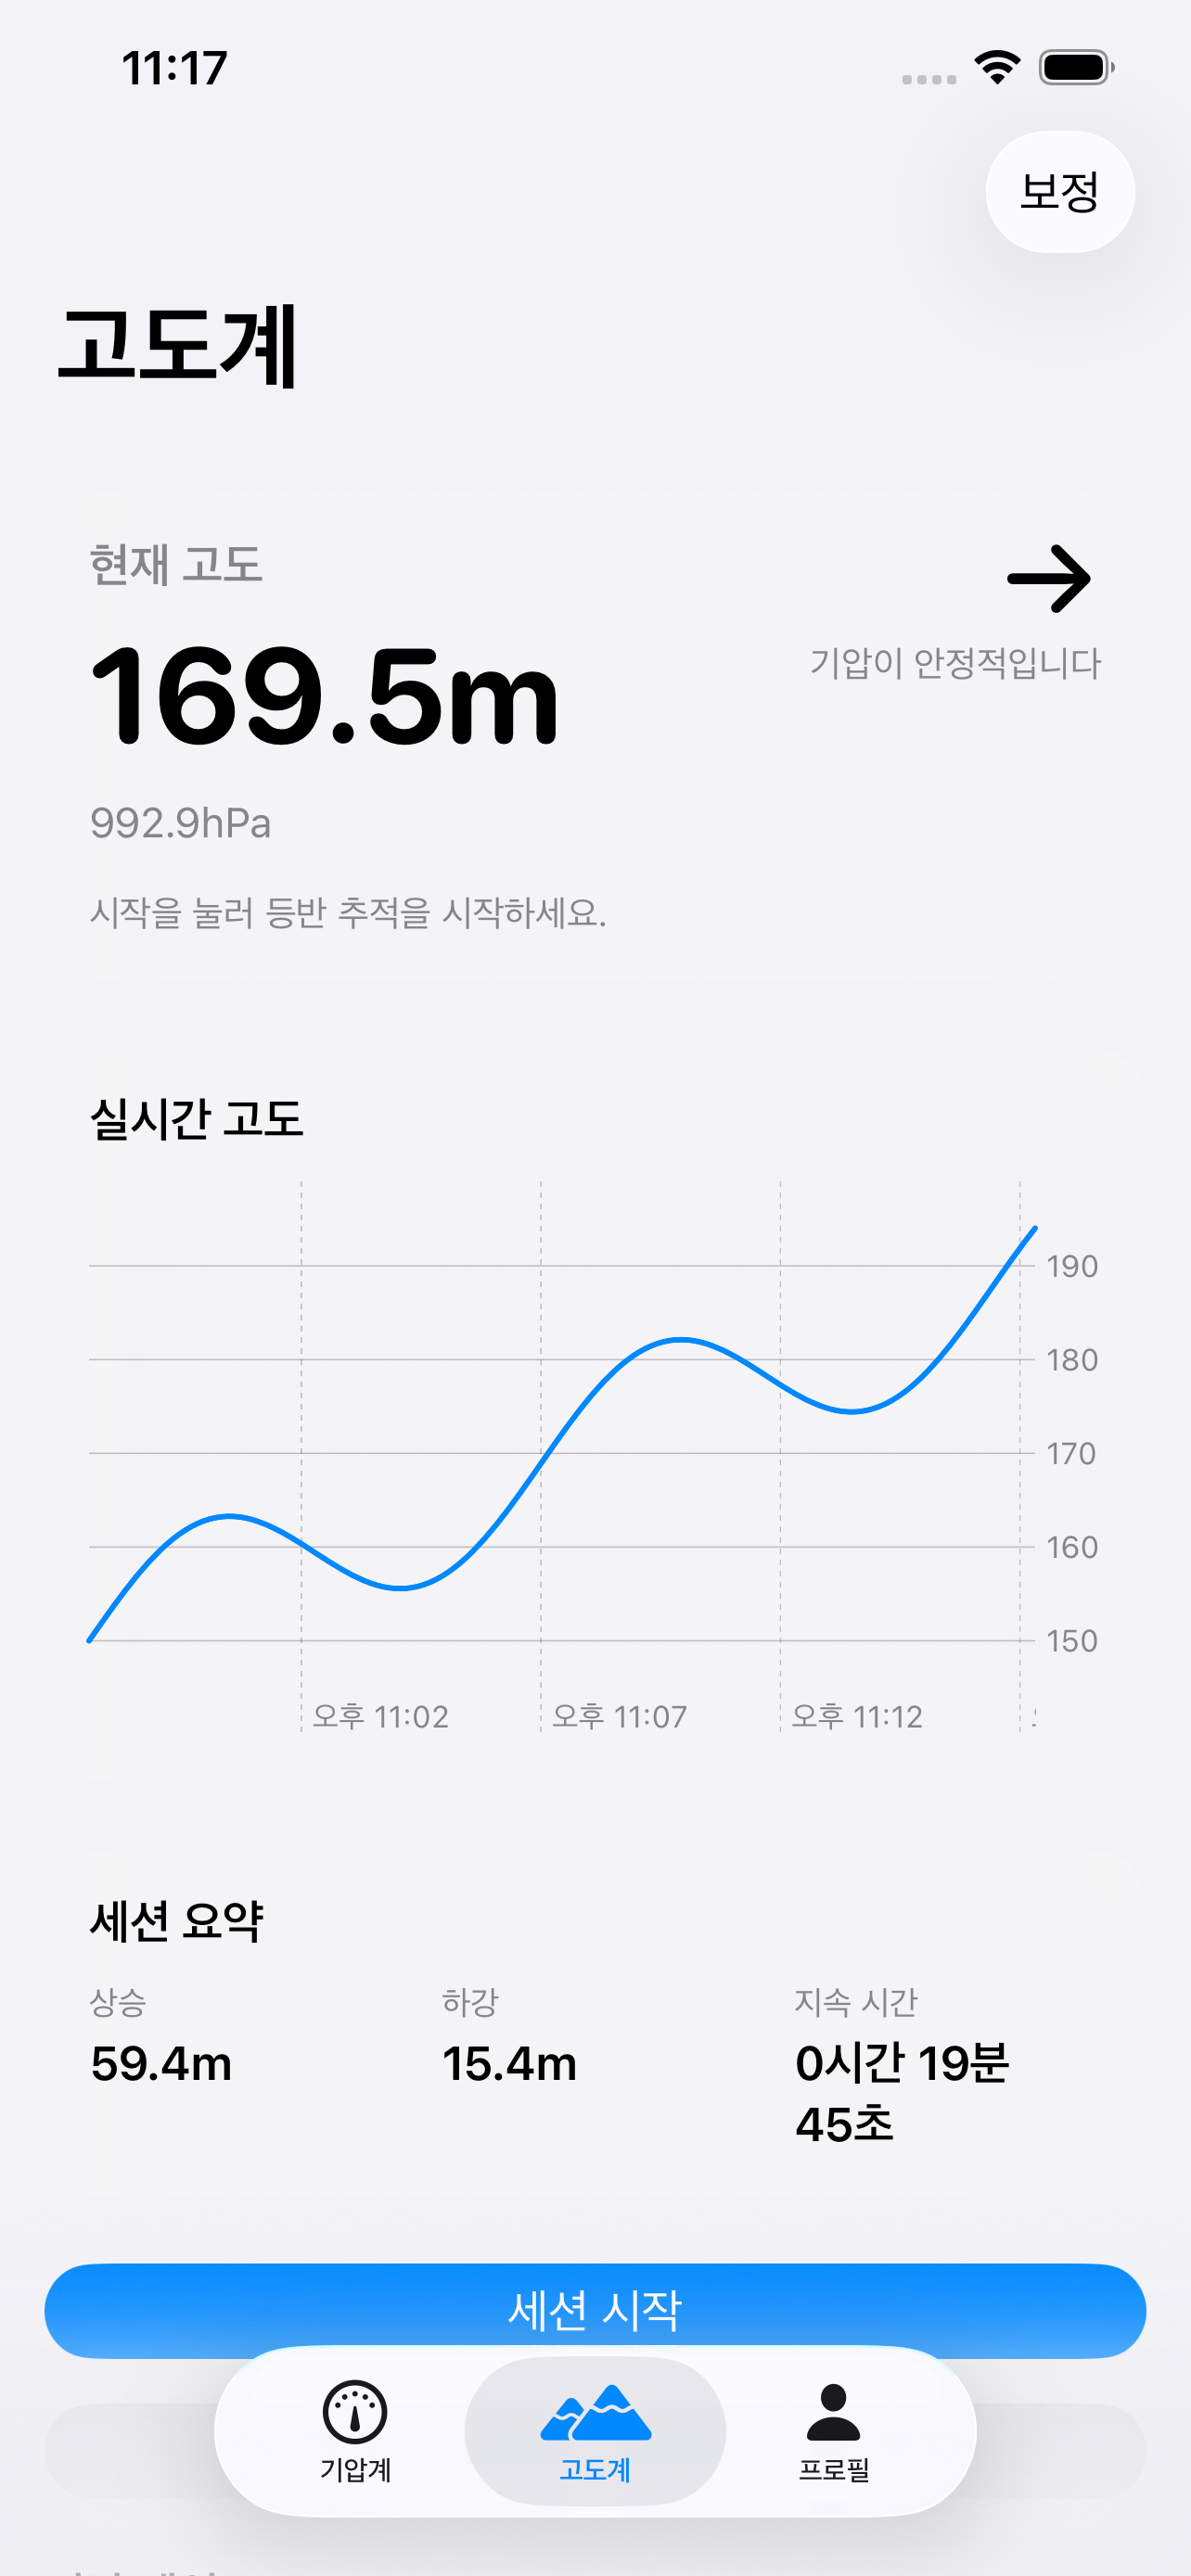 11:17
보정
고도계
현재 고도
169.5m
기압이 안정적입니다
992.9hPa
시작을 눌러 등반 추적을 시작하세요.
실시간 고도
190
180
170
160
150
오후 11:02
오후 11:07
오후 11:12
세션 요약
상승
하강
지속 시간
59.4m
15.4m
0시간 19분
45초
세션 시작
기압계
고도계
프로필